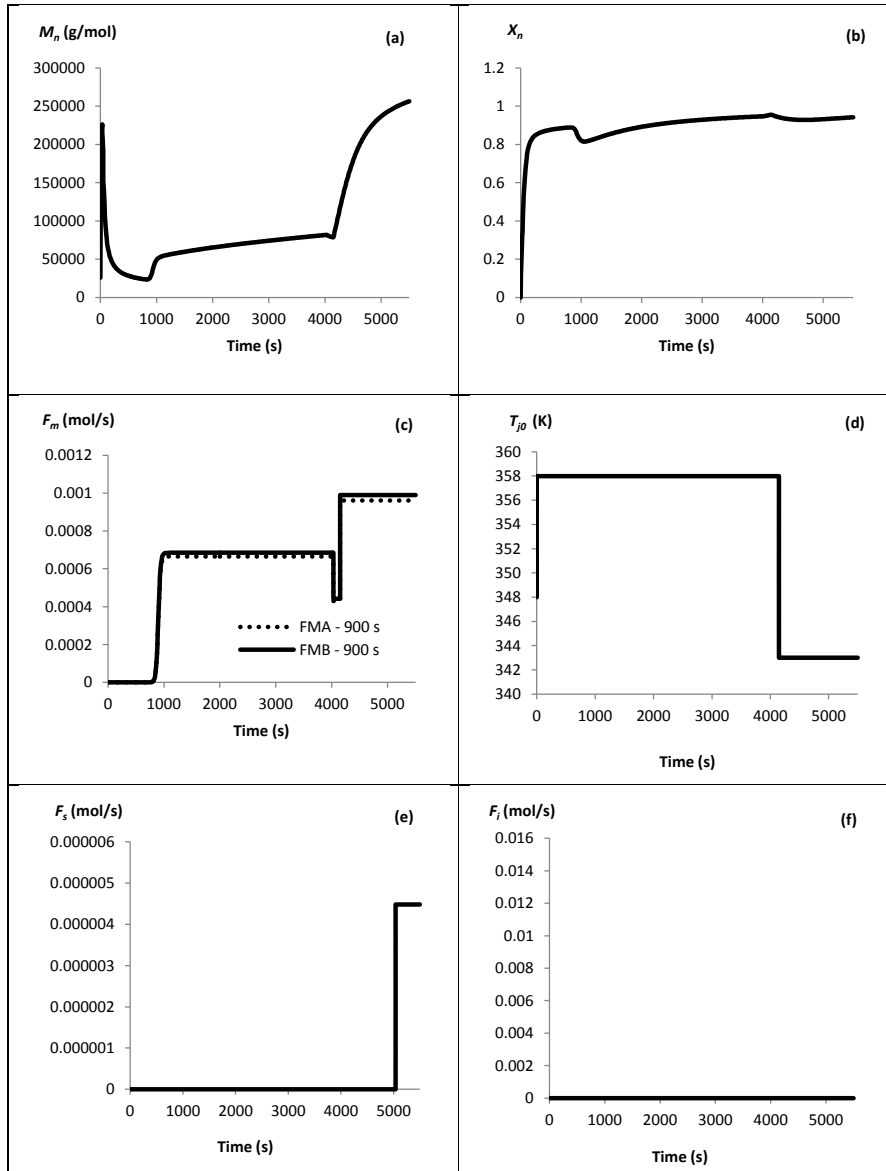 M_n (g/mol)
(a)
300000
250000
200000
150000
100000
50000
0
0 1000 2000 3000 4000 5000
Time (s)
X_n
(b)
1.2
1
0.8
0.6
0.4
0.2
0
0 1000 2000 3000 4000 5000
Time (s)
F_m (mol/s)
(c)
0.0012
0.001
0.0008
0.0006
0.0004
0.0002
0
FMA - 900 s
FMB - 900 s
0 1000 2000 3000 4000 5000
Time (s)
T_j0 (K)
(d)
360
358
356
354
352
350
348
346
344
342
340
0 1000 2000 3000 4000 5000
Time (s)
F_s (mol/s)
(e)
0.000006
0.000005
0.000004
0.000003
0.000002
0.000001
0
0 1000 2000 3000 4000 5000
Time (s)
F_i (mol/s)
(f)
0.016
0.014
0.012
0.01
0.008
0.006
0.004
0.002
0
0 1000 2000 3000 4000 5000
Time (s)